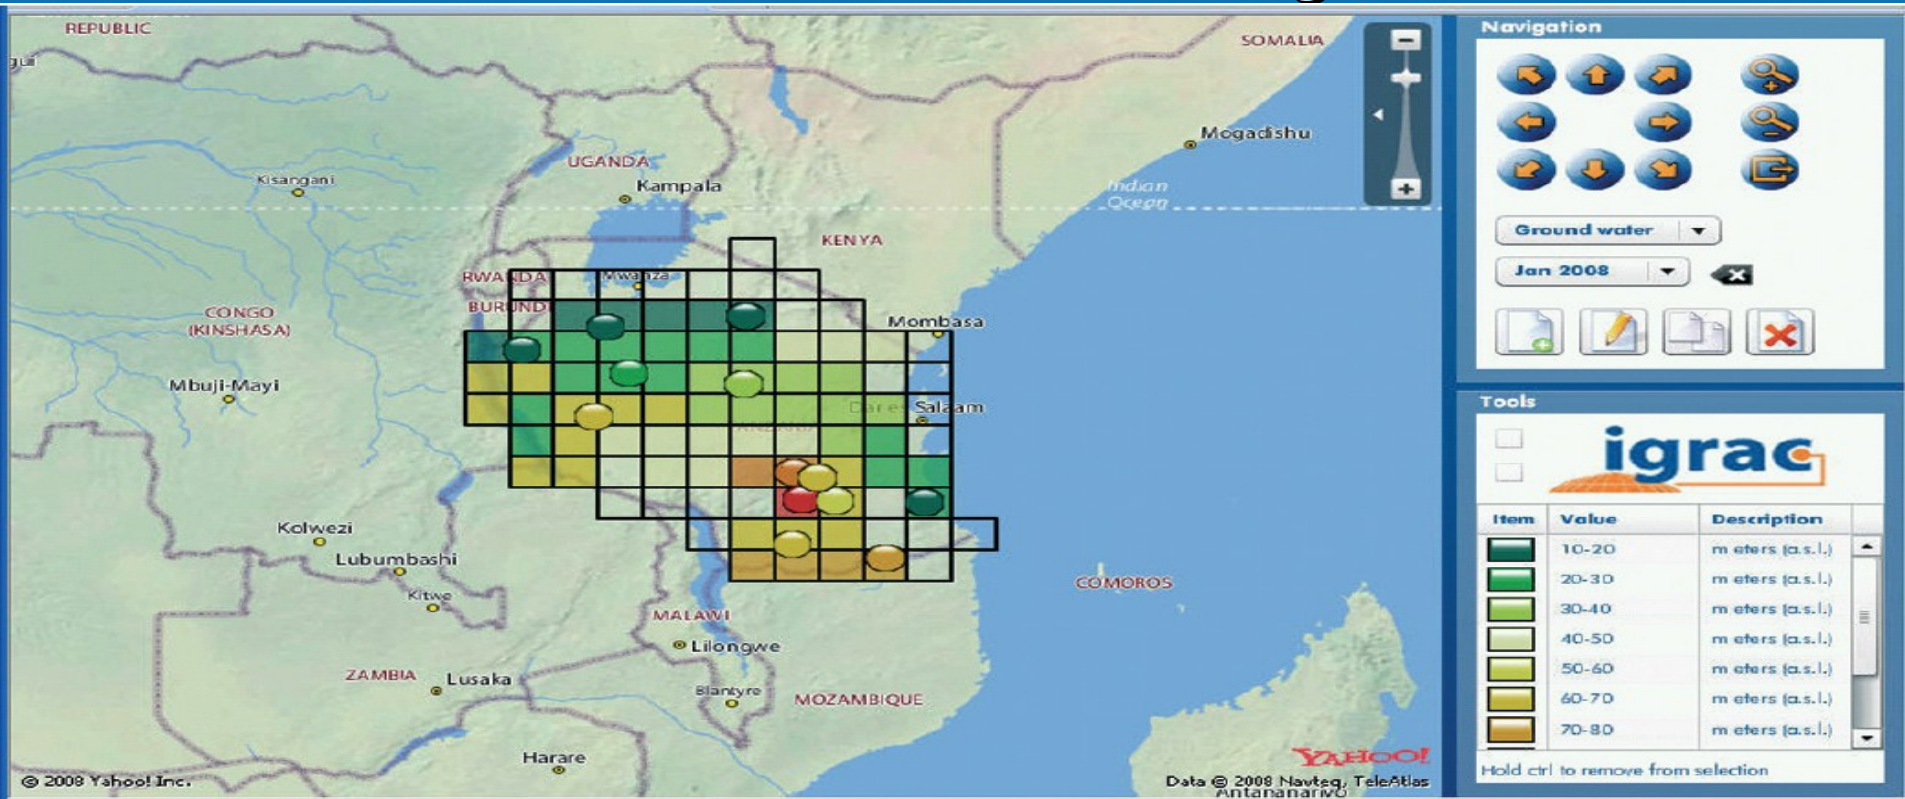 REPUBLIC
SOMALIA
Mogadishu
UGANDA
Kisangani
Kampala
Indian
Ocean
KENYA
RWANDA
Mwanza
BURUNDI
CONGO
(KINSHASA)
Mombasa
Mbuji-Mayi
Dar es Salaam
Kolwezi
Lubumbashi
Kitwe
COMOROS
MALAWI
Lilongwe
ZAMBIA
Lusaka
Blantyre
MOZAMBIQUE
Harare
YAHOO!
© 2008 Yahoo! Inc.
Data © 2008 Navteq, TeleAtlas
Antananarivo
Navigation
Ground water
Jan 2008
Tools
igrac
Item Value Description
10-20 meters (a.s.l.)
20-30 meters (a.s.l.)
30-40 meters (a.s.l.)
40-50 meters (a.s.l.)
50-60 meters (a.s.l.)
60-70 meters (a.s.l.)
70-80 meters (a.s.l.)
Hold ctrl to remove from selection